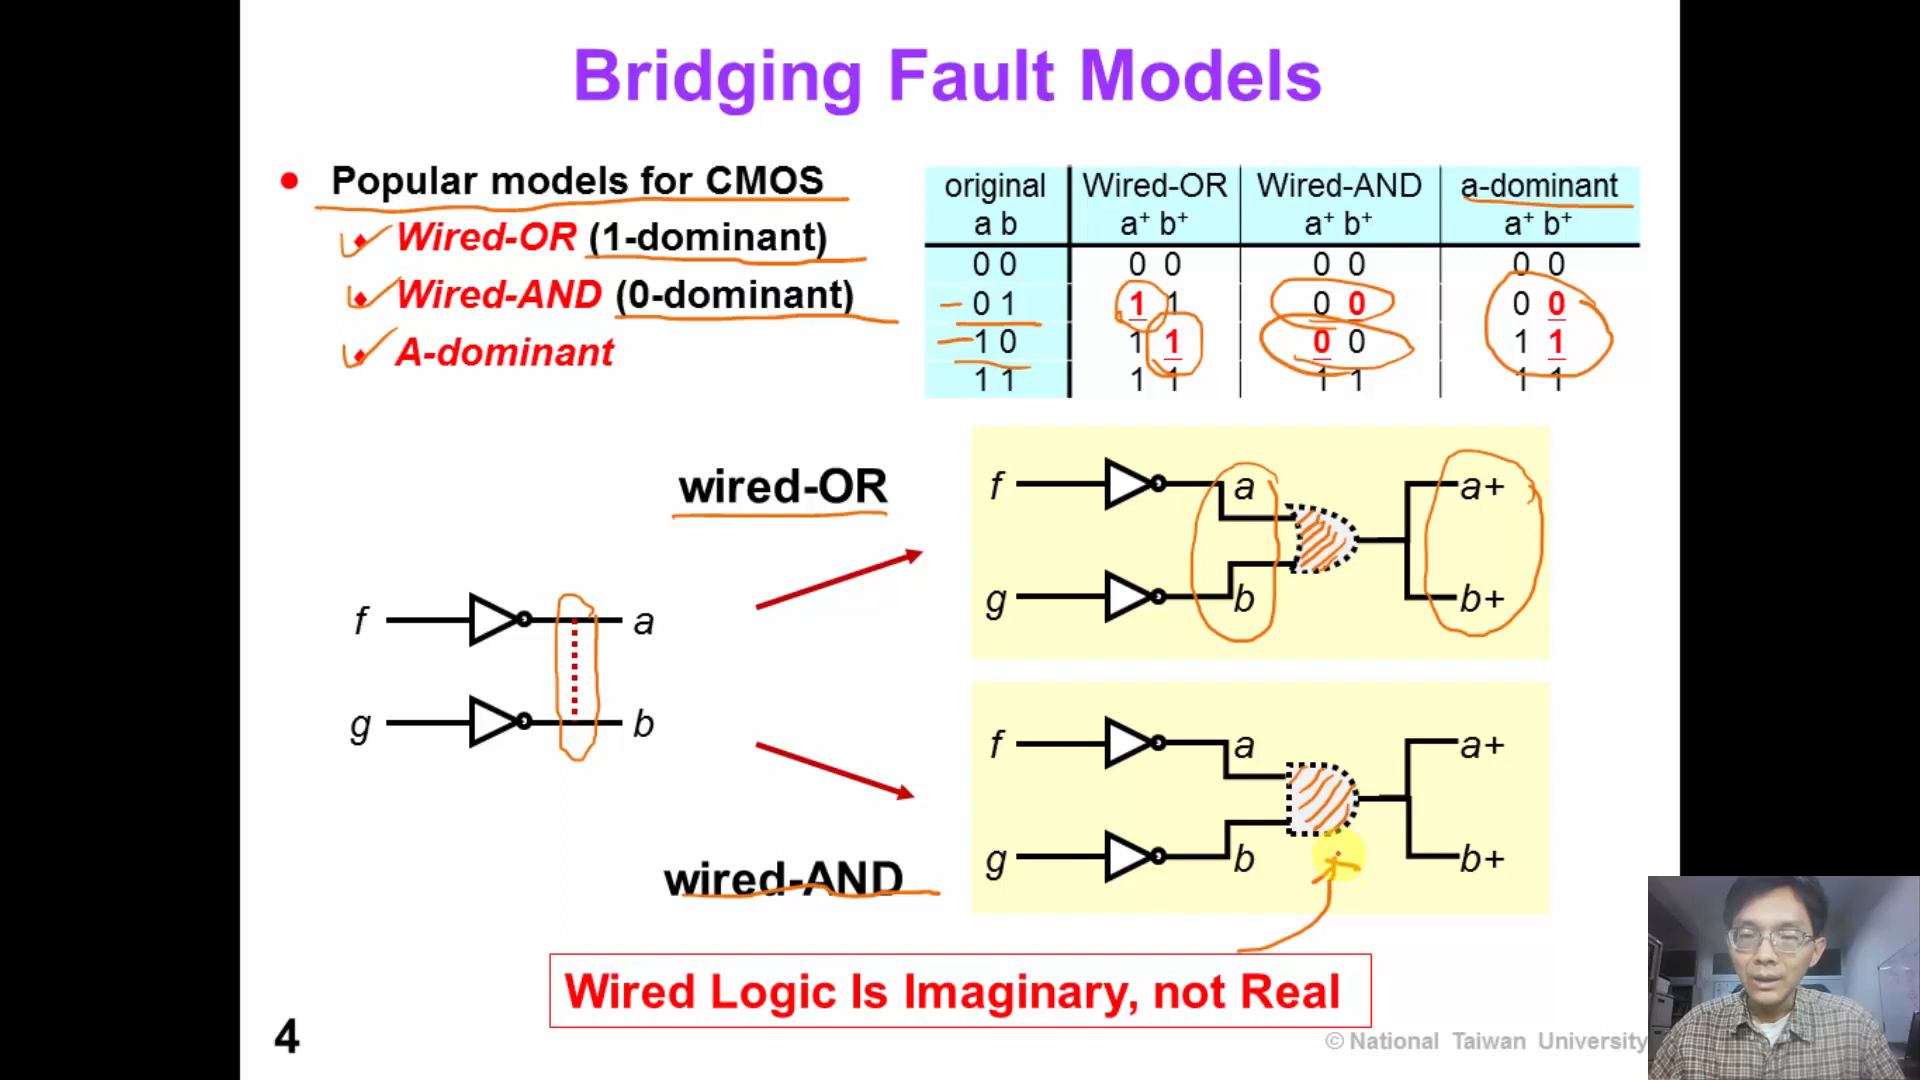 Bridging Fault Models
• Popular models for CMOS
♦ Wired-OR (1-dominant)
♦ Wired-AND (0-dominant)
♦ A-dominant
original Wired-OR Wired-AND a-dominant
a b a⁺ b⁺ a⁺ b⁺ a⁺ b⁺
0 0 0 0 0 0 0 0
0 1 1 1 0 0 0 0
1 0 1 1 0 0 1 1
1 1 1 1 1 1 1 1
wired-OR
f a a+
g b b+
f a
g b
f a a+
g b b+
wired-AND
Wired Logic Is Imaginary, not Real
4
© National Taiwan University